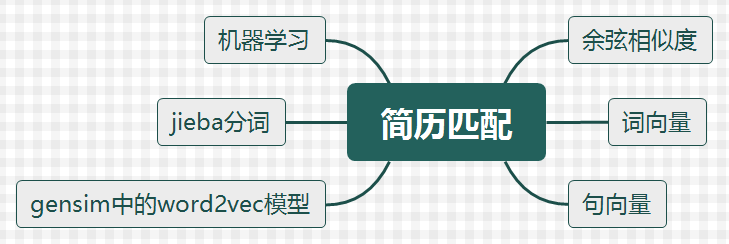 机器学习
余弦相似度
jieba分词
简历匹配
词向量
gensim中的word2vec模型
句向量